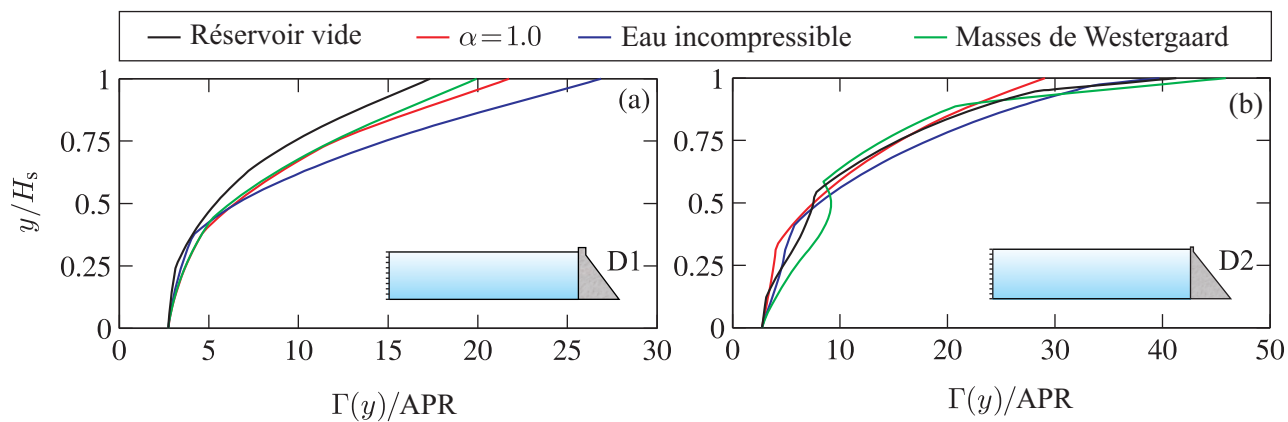 Réservoir vide α=1.0 Eau incompressible Masses de Westergaard
(a)
y/Hs
1
0.75
0.5
0.25
0
D1
0 5 10 15 20 25 30
Γ(y)/APR
(b)
1
0.75
0.5
0.25
0
D2
0 10 20 30 40 50
Γ(y)/APR